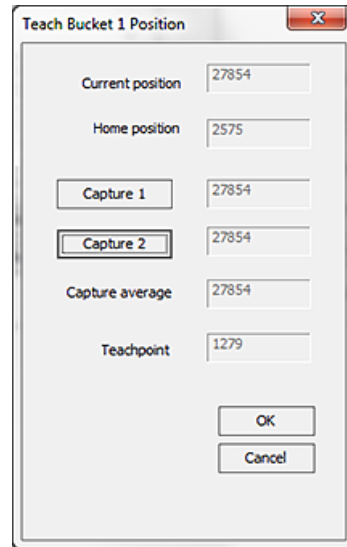 Teach Bucket 1 Position
Current position 27854
Home position 2575
Capture 1 27854
Capture 2 27854
Capture average 27854
Teachpoint 1279
OK
Cancel